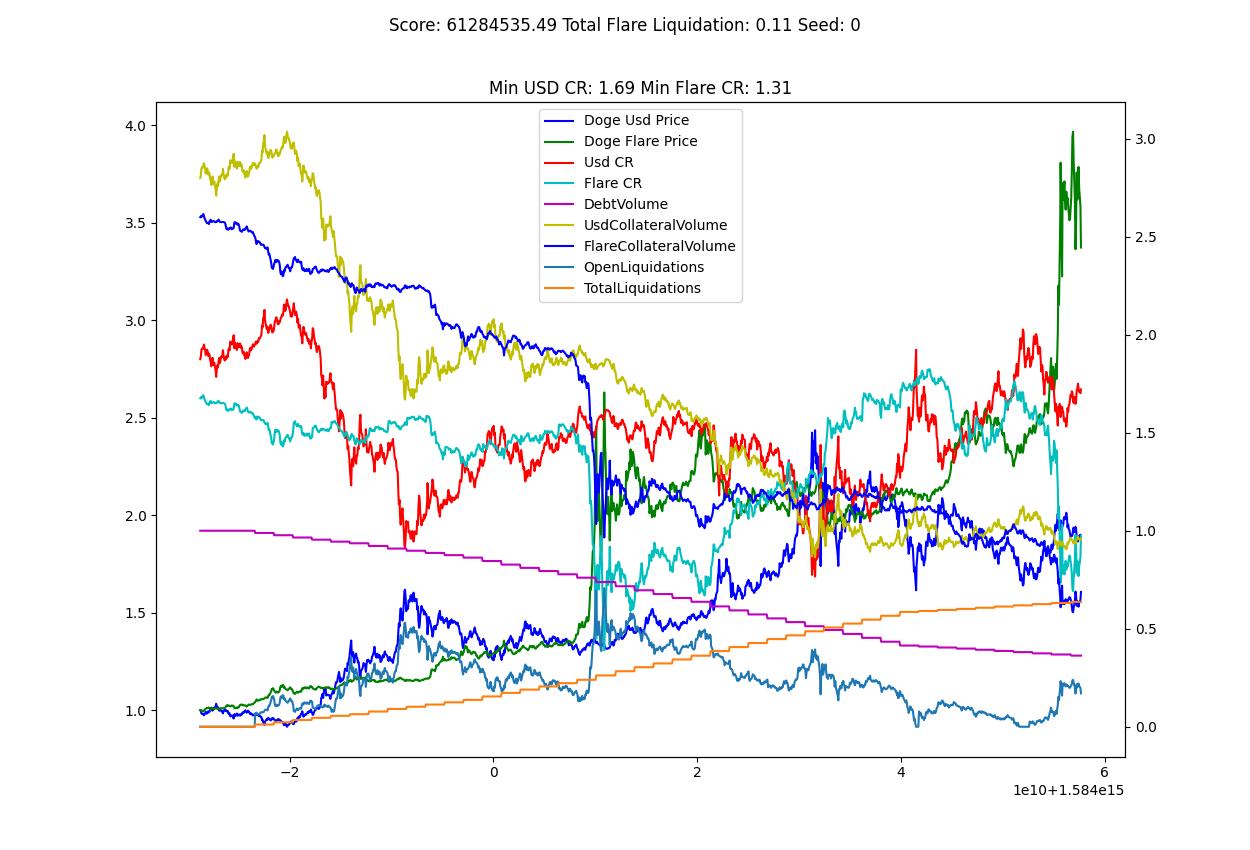 Score: 61284535.49 Total Flare Liquidation: 0.11 Seed: 0
Min USD CR: 1.69 Min Flare CR: 1.31
Doge Usd Price
Doge Flare Price
Usd CR
Flare CR
DebtVolume
UsdCollateralVolume
FlareCollateralVolume
OpenLiquidations
TotalLiquidations
4.0
3.5
3.0
2.5
2.0
1.5
1.0
3.0
2.5
2.0
1.5
1.0
0.5
0.0
−2
0
2
4
6
1e10+1.584e15